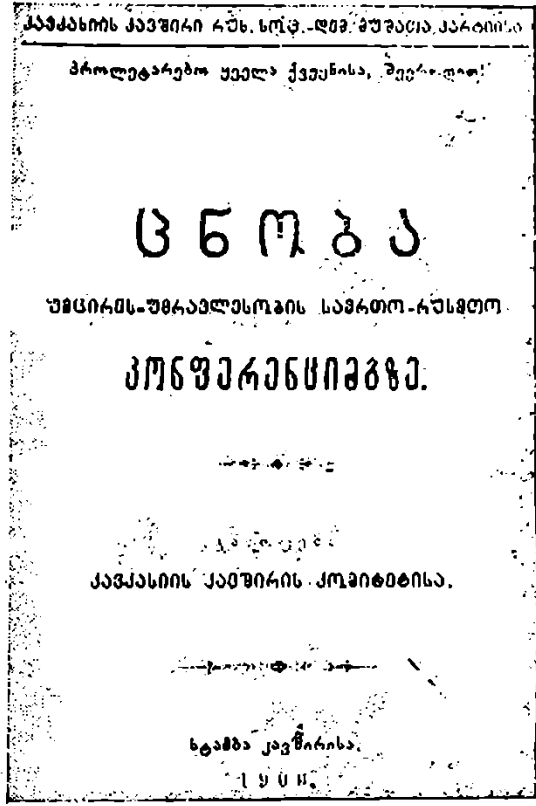 კავკასიის კავშირი რუს. სოც.-დემ. მუშათა პარტიისა
პროლეტარებო ყველა ქვეყნისა, შეერთდით!
ცნობა
უმცირეს-უმრავლესობის საერთო-რუსეთო
კონფერენციებზე.
კავკასიის კავშირის კომიტეტისა.
სტამბა კავშირისა.